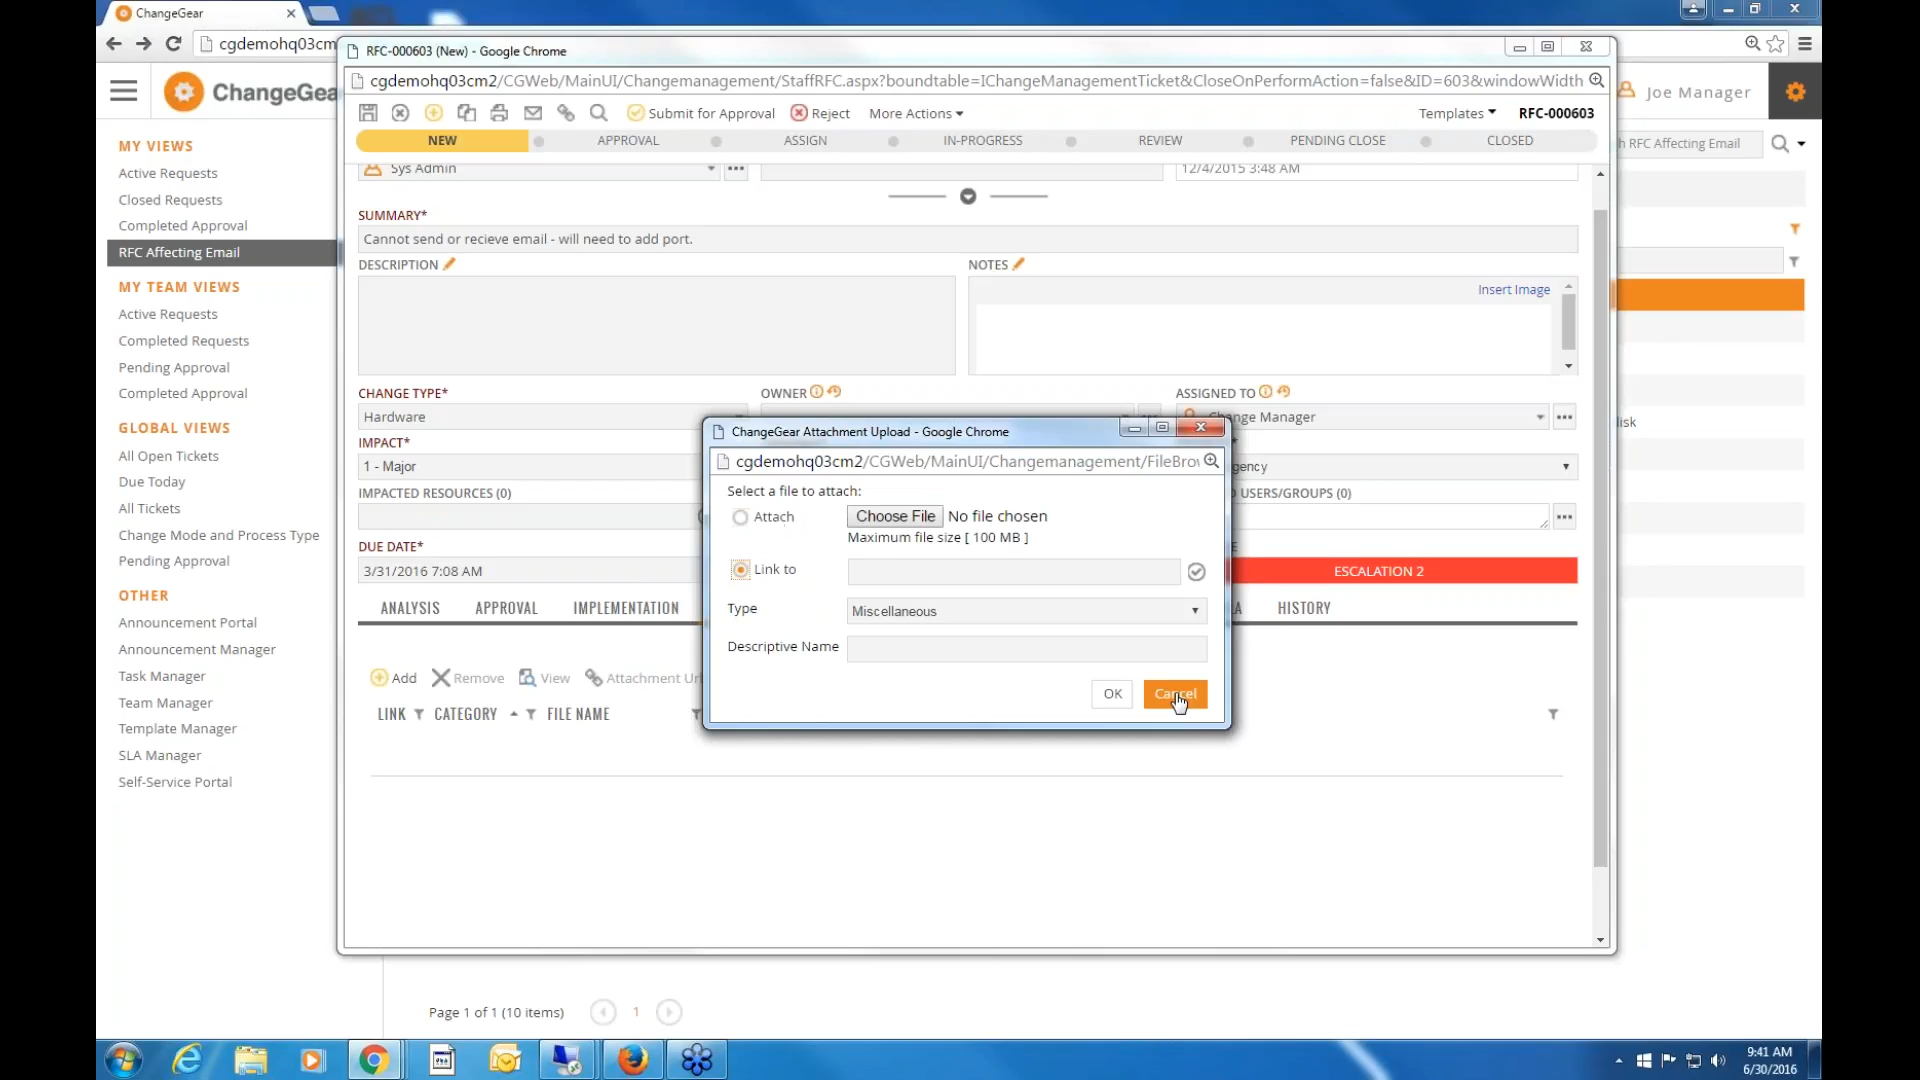 ChangeGear
cgdemohq03cm
RFC-000603 (New) - Google Chrome
cgdemohq03cm2/CGWeb/MainUI/Changemanagement/StaffRFC.aspx?boundtable=IChangeManagementTicket&CloseOnPerformAction=false&ID=603&windowWidth
ChangeGea
Joe Manager
Submit for Approval
Reject
More Actions
Templates
RFC-000603
NEW
APPROVAL
ASSIGN
IN-PROGRESS
REVIEW
PENDING CLOSE
CLOSED
h RFC Affecting Email
MY VIEWS
Active Requests
Closed Requests
Completed Approval
RFC Affecting Email
MY TEAM VIEWS
Active Requests
Completed Requests
Pending Approval
Completed Approval
GLOBAL VIEWS
All Open Tickets
Due Today
All Tickets
Change Mode and Process Type
Pending Approval
OTHER
Announcement Portal
Announcement Manager
Task Manager
Team Manager
Template Manager
SLA Manager
Self-Service Portal
Sys Admin
12/4/2015 3:48 AM
SUMMARY*
Cannot send or recieve email - will need to add port.
DESCRIPTION
NOTES
Insert Image
CHANGE TYPE*
OWNER
ASSIGNED TO
Hardware
Change Manager
IMPACT*
1 - Major
gency
IMPACTED RESOURCES (0)
D USERS/GROUPS (0)
DUE DATE*
3/31/2016 7:08 AM
ESCALATION 2
isk
ANALYSIS
APPROVAL
IMPLEMENTATION
LA
HISTORY
Add
Remove
View
Attachment Ur
LINK
CATEGORY
FILE NAME
ChangeGear Attachment Upload - Google Chrome
cgdemohq03cm2/CGWeb/MainUI/Changemanagement/FileBrov
Select a file to attach:
Attach
Choose File
No file chosen
Maximum file size [ 100 MB ]
Link to
Type
Miscellaneous
Descriptive Name
OK
Cancel
Page 1 of 1 (10 items)
1
9:41 AM
6/30/2016